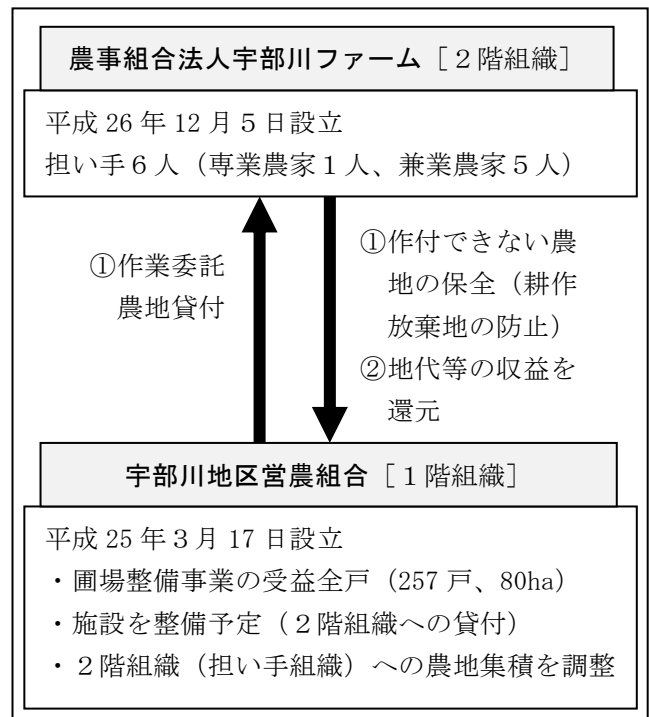 農事組合法人宇部川ファーム［２階組織］
平成 26 年 12 月５日設立
担い手６人（専業農家１人、兼業農家５人）
①作業委託
農地貸付
①作付できない農
地の保全（耕作
放棄地の防止）
②地代等の収益を
還元
宇部川地区営農組合［１階組織］
平成 25 年３月 17 日設立
・圃場整備事業の受益全戸（257 戸、80ha）
・施設を整備予定（２階組織への貸付）
・２階組織（担い手組織）への農地集積を調整